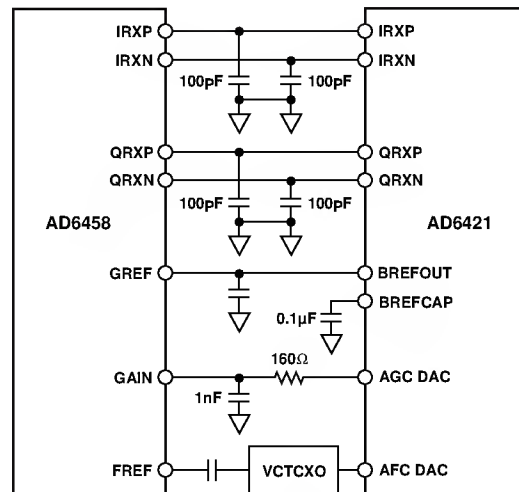 IRXP IRXP
IRXN IRXN
100pF 100pF
QRXP QRXP
QRXN QRXN
100pF 100pF
AD6458 AD6421
GREF BREFOUT
BREFCAP
0.1µF
160Ω
GAIN AGC DAC
1nF
FREF VCTCXO AFC DAC